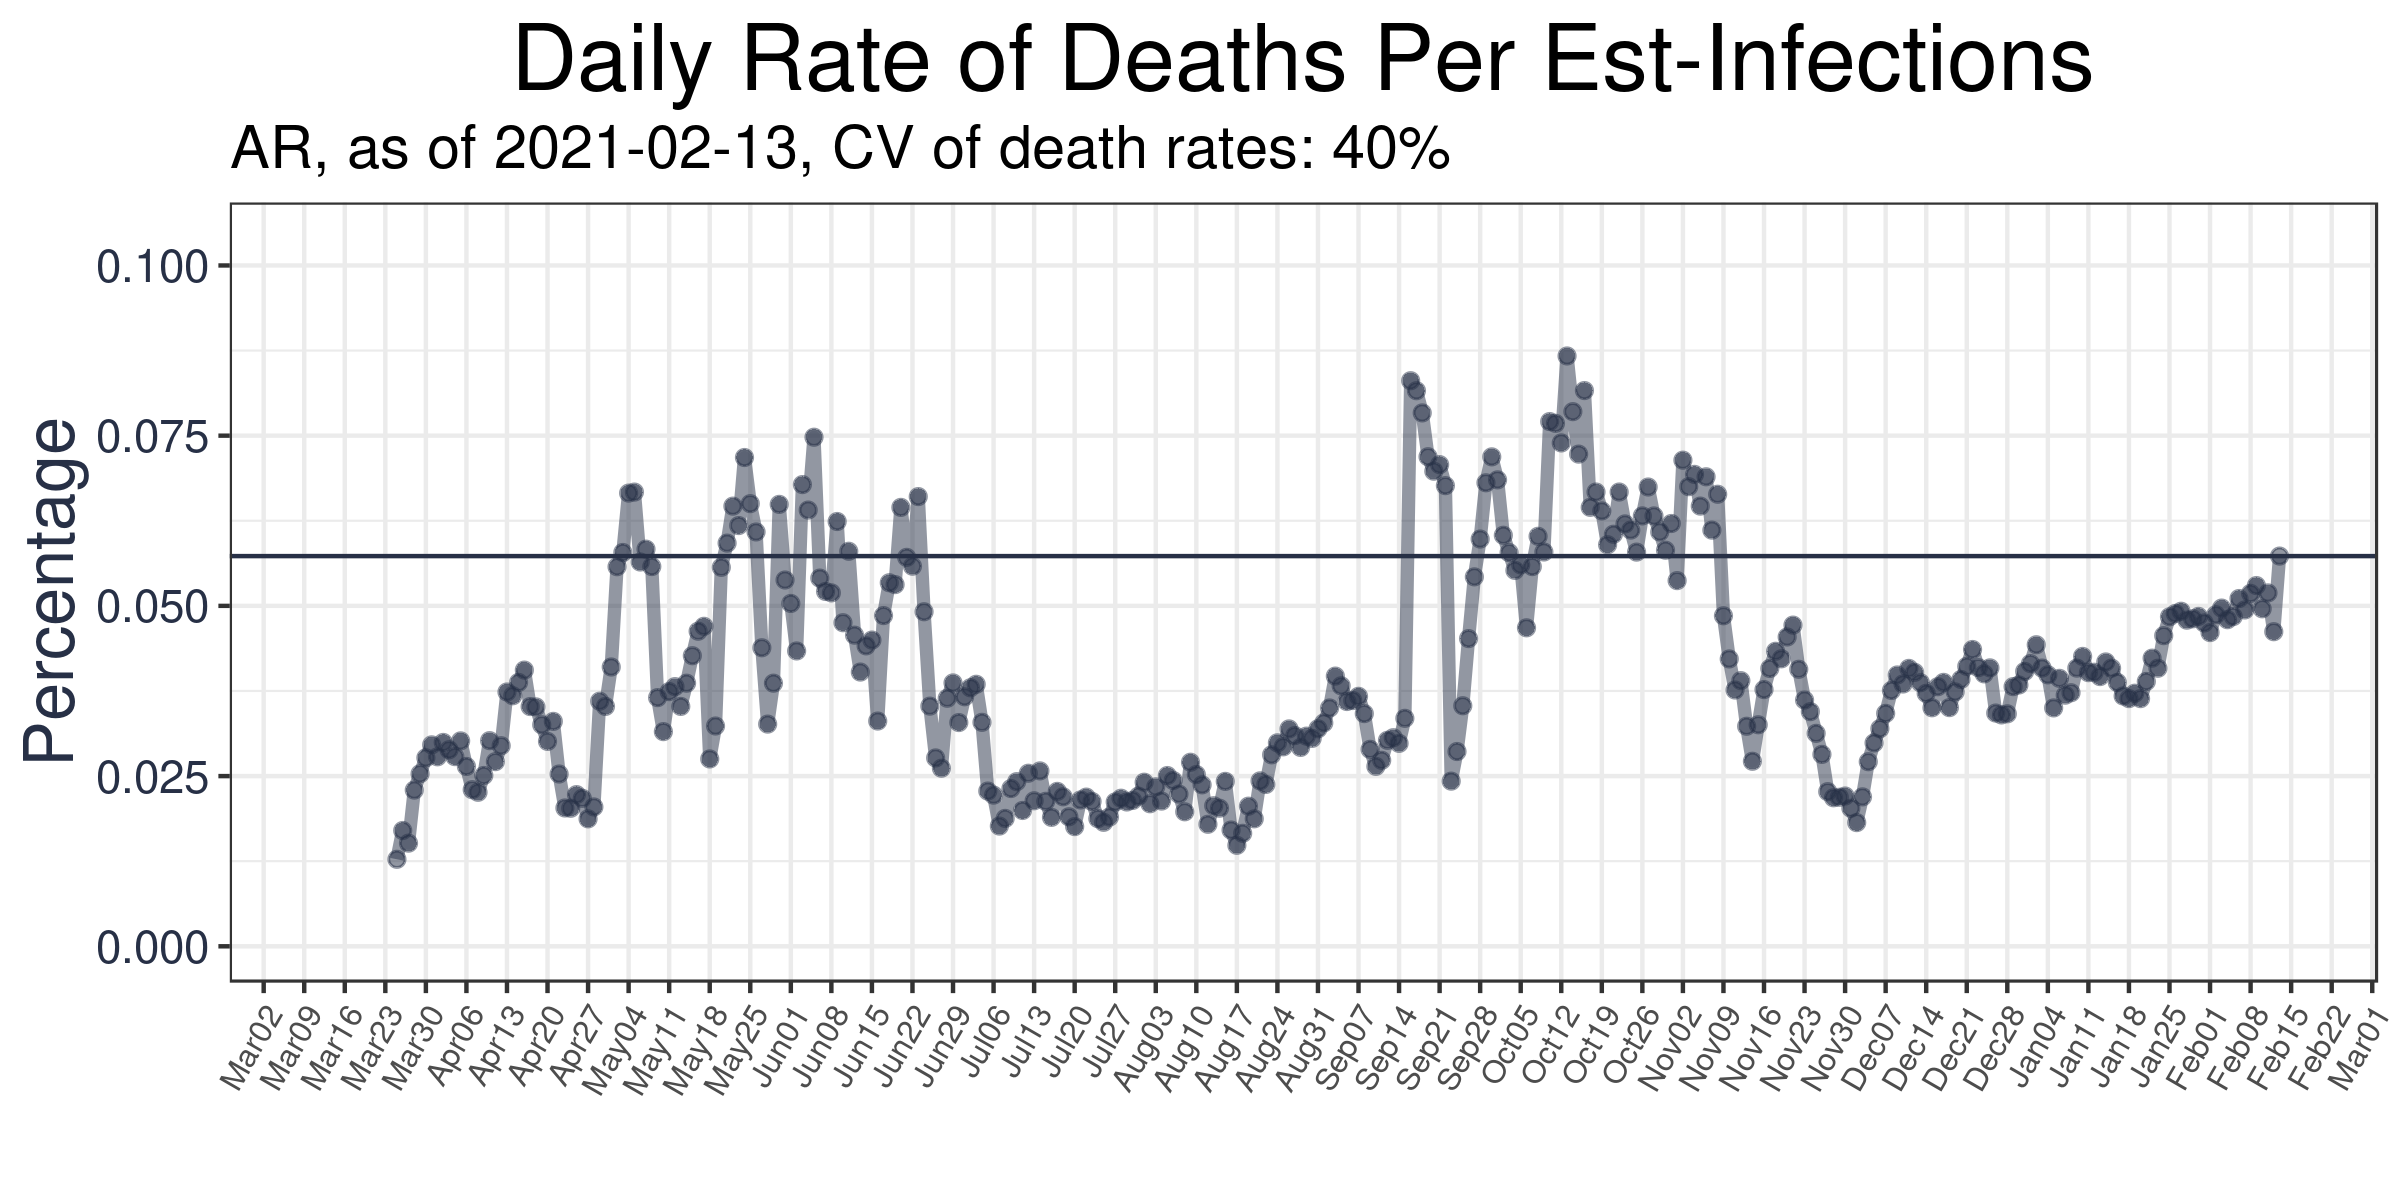 Daily Rate of Deaths Per Est-Infections
AR, as of 2021-02-13, CV of death rates: 40%
Percentage
0.100
0.075
0.050
0.025
0.000
Mar02 Mar09 Mar16 Mar23 Mar30 Apr06 Apr13 Apr20 Apr27 May04 May11 May18 May25 Jun01 Jun08 Jun15 Jun22 Jun29 Jul06 Jul13 Jul20 Jul27 Aug03 Aug10 Aug17 Aug24 Aug31 Sep07 Sep14 Sep21 Sep28 Oct05 Oct12 Oct19 Oct26 Nov02 Nov09 Nov16 Nov23 Nov30 Dec07 Dec14 Dec21 Dec28 Jan04 Jan11 Jan18 Jan25 Feb01 Feb08 Feb15 Feb22 Mar01